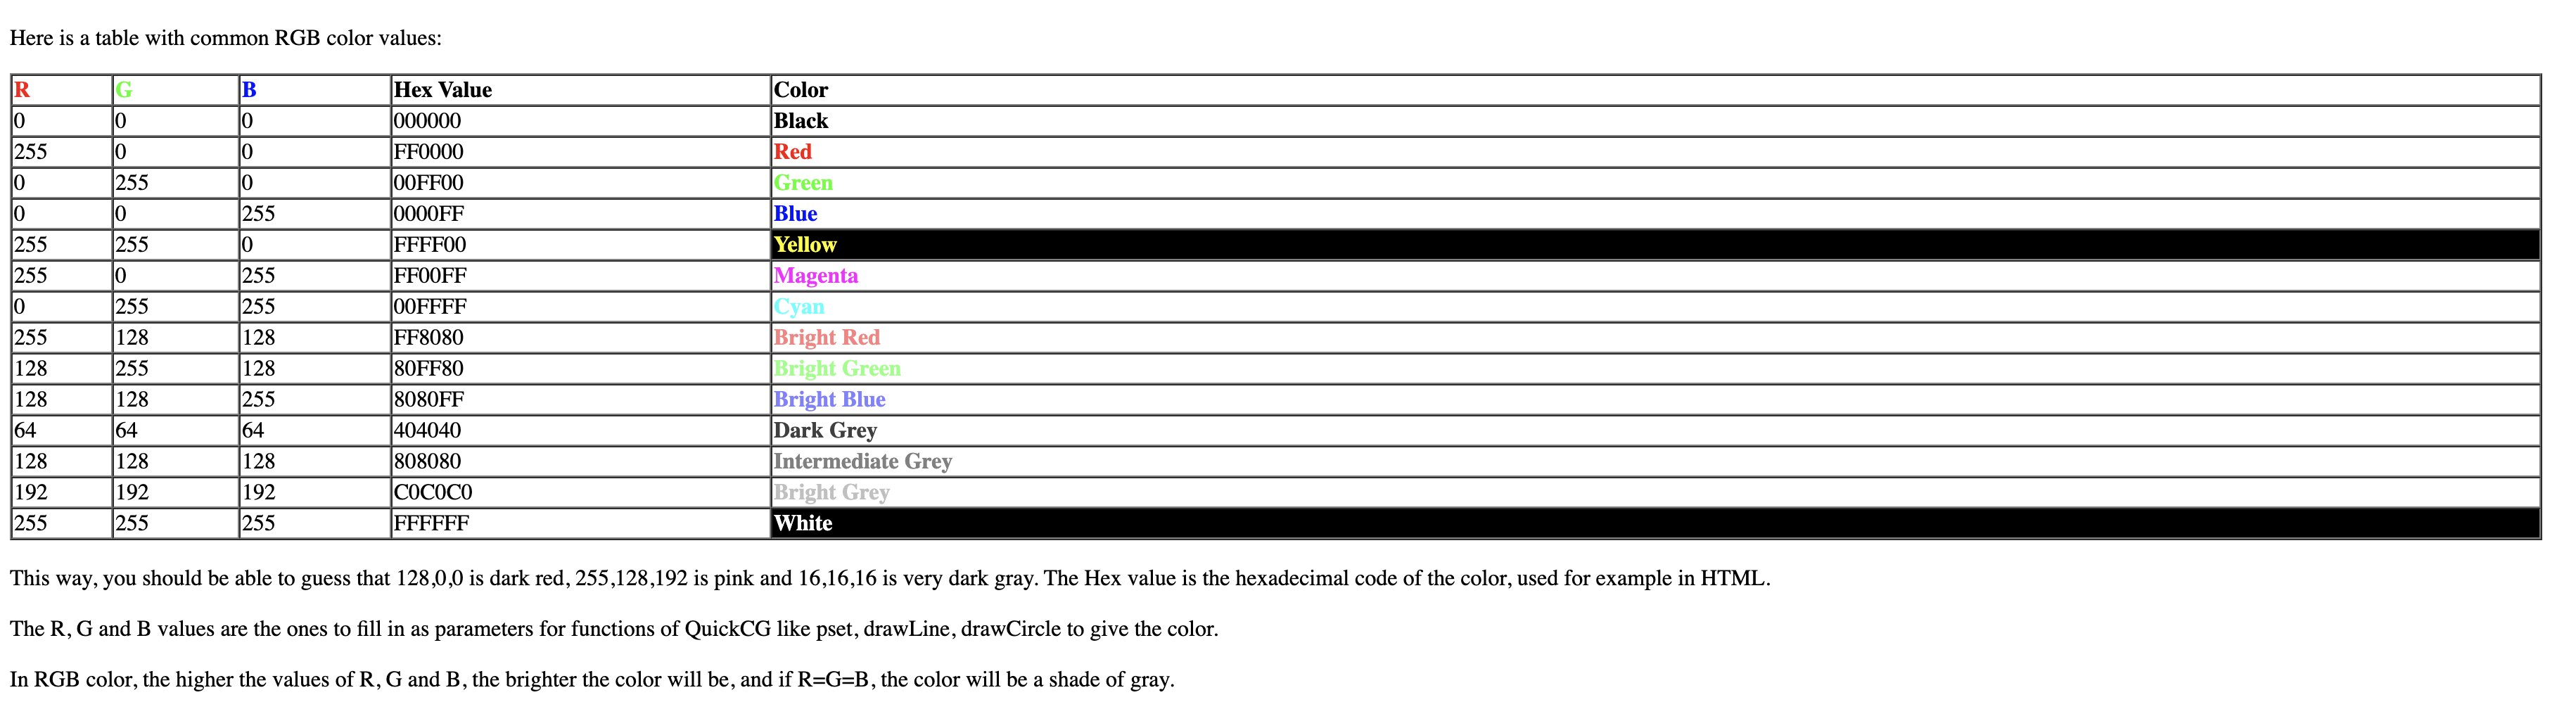 Here is a table with common RGB color values:
R G B Hex Value Color
0 0 0 000000 Black
255 0 0 FF0000 Red
0 255 0 00FF00 Green
0 0 255 0000FF Blue
255 255 0 FFFF00 Yellow
255 0 255 FF00FF Magenta
0 255 255 00FFFF Cyan
255 128 128 FF8080 Bright Red
128 255 128 80FF80 Bright Green
128 128 255 8080FF Bright Blue
64 64 64 404040 Dark Grey
128 128 128 808080 Intermediate Grey
192 192 192 C0C0C0 Bright Grey
255 255 255 FFFFFF White
This way, you should be able to guess that 128,0,0 is dark red, 255,128,192 is pink and 16,16,16 is very dark gray. The Hex value is the hexadecimal code of the color, used for example in HTML.
The R, G and B values are the ones to fill in as parameters for functions of QuickCG like pset, drawLine, drawCircle to give the color.
In RGB color, the higher the values of R, G and B, the brighter the color will be, and if R=G=B, the color will be a shade of gray.